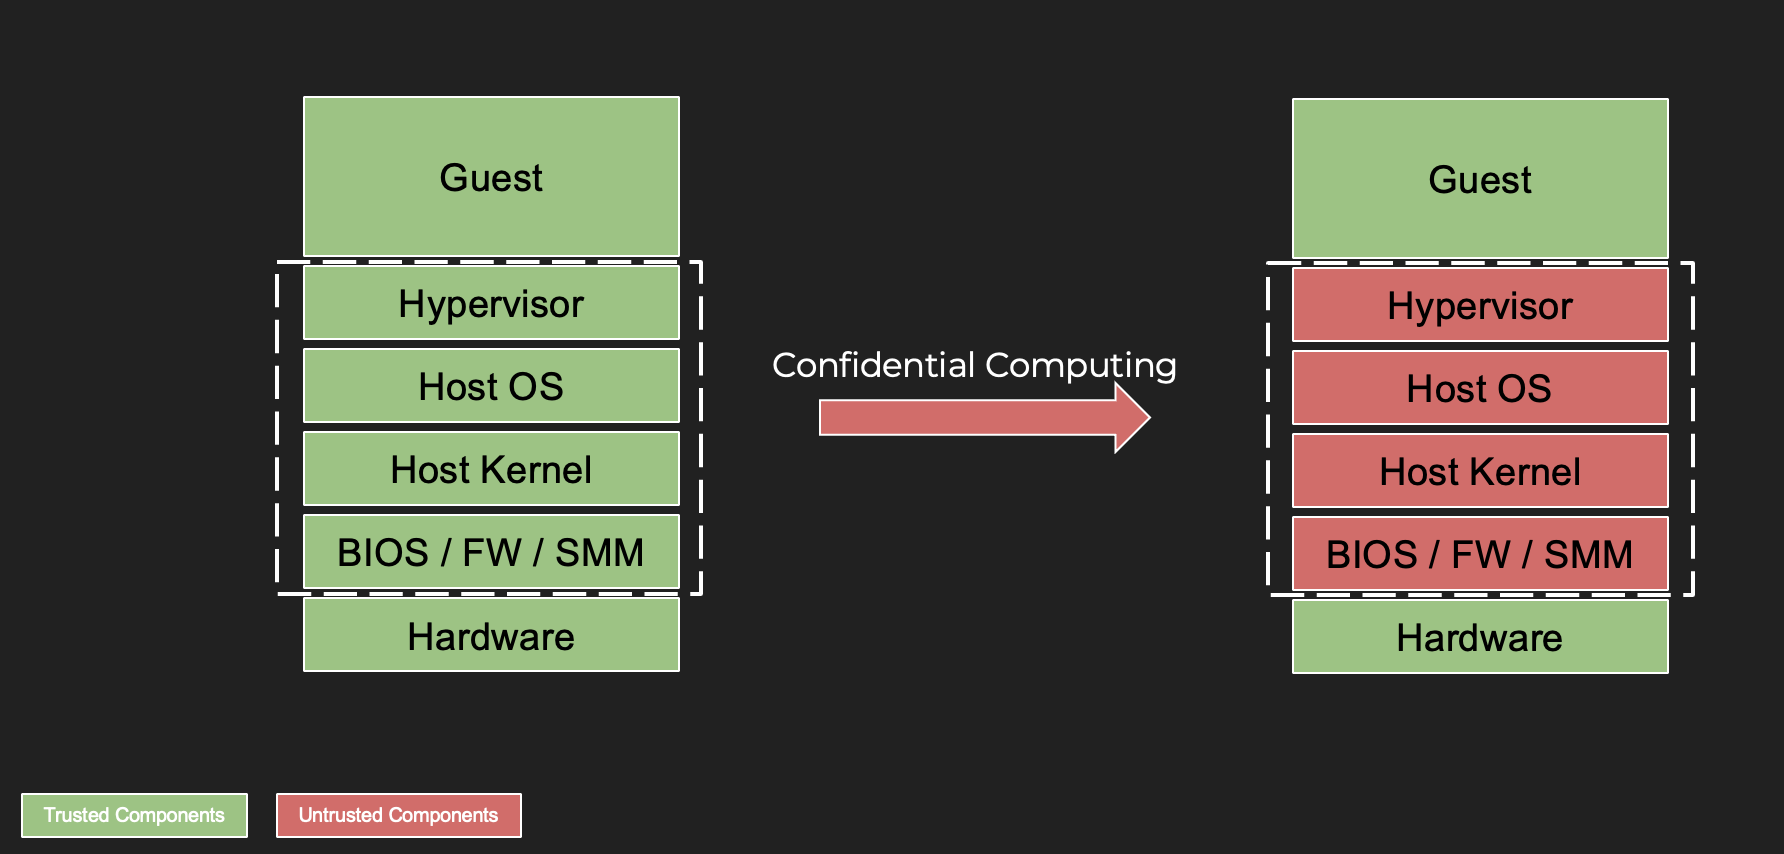 Guest
Hypervisor
Host OS
Host Kernel
BIOS / FW / SMM
Hardware
Confidential Computing
Guest
Hypervisor
Host OS
Host Kernel
BIOS / FW / SMM
Hardware
Trusted Components
Untrusted Components